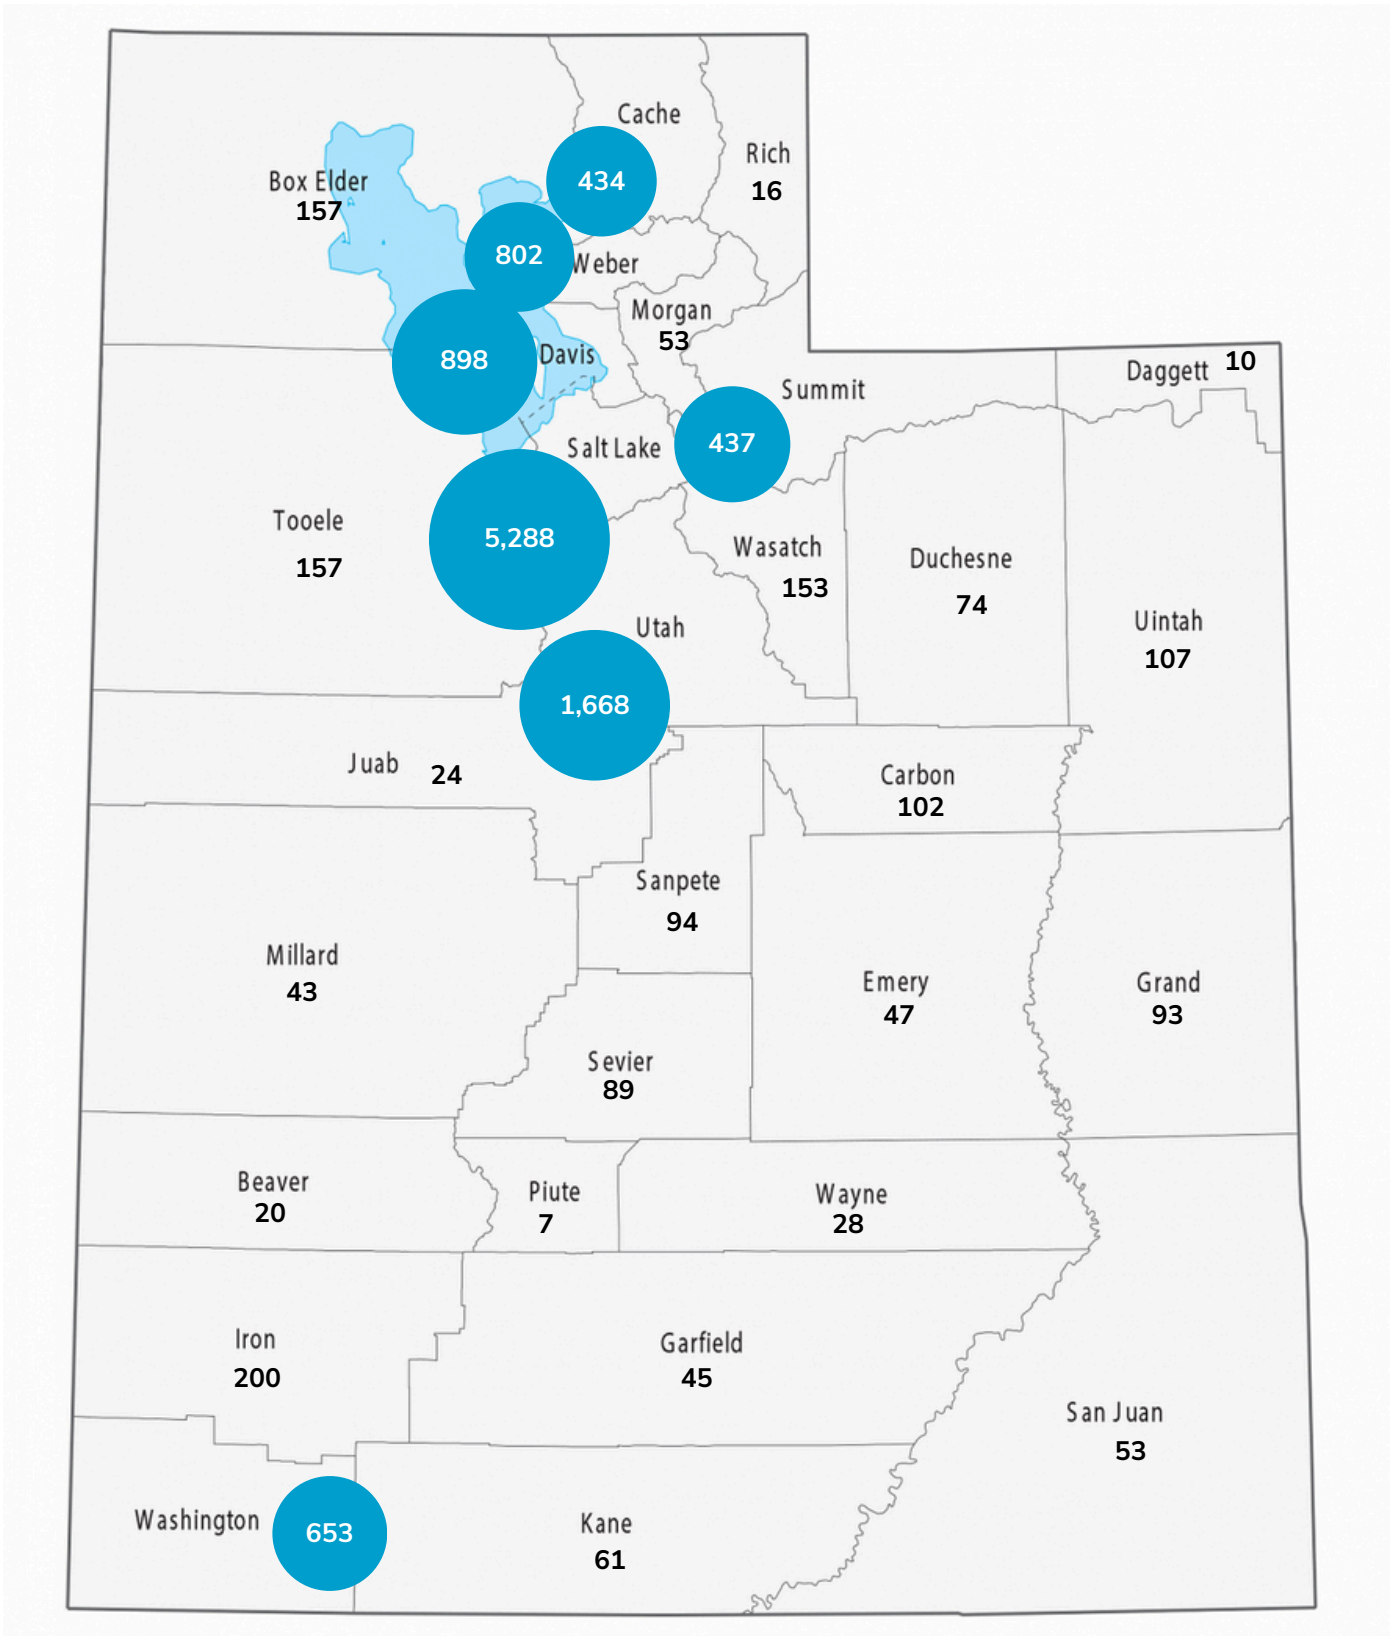 Cache
434
Rich
16
Box Elder
157
802
Weber
Morgan
53
898
Davis
Summit
437
Daggett 10
Salt Lake
5,288
Tooele
157
Wasatch
153
Duchesne
74
Uintah
107
Utah
1,668
Juab 24
Carbon
102
Sanpete
94
Millard
43
Emery
47
Grand
93
Sevier
89
Beaver
20
Piute
7
Wayne
28
Iron
200
Garfield
45
San Juan
53
Washington 653
Kane
61